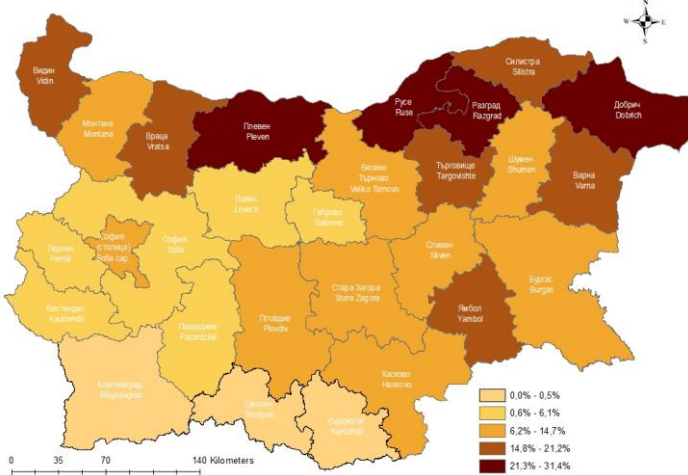 N
W
E
S
Видин
Vidin
Монтана
Montana
Враца
Vratsa
Плевен
Pleven
Русе
Ruse
Разград
Razgrad
Силистра
Silistra
Добрич
Dobrich
Велико
Търново
Veliko Tarnovo
Търговище
Targovishte
Шумен
Shumen
Варна
Varna
Ловеч
Lovech
Габрово
Gabrovo
София
(столица)
Sofia cap.
София
Sofia
Перник
Pernik
Кюстендил
Kyustendil
Пазарджик
Pazardzhik
Пловдив
Plovdiv
Стара Загора
Stara Zagora
Сливен
Sliven
Бургас
Burgas
Ямбол
Yambol
Хасково
Haskovo
Благоевград
Blagoevgrad
Смолян
Smolyan
Кърджали
Kardzhali
0,0% - 0,5%
0,6% - 6,1%
6,2% - 14,7%
14,8% - 21,2%
21,3% - 31,4%
0 35 70 140 Kilometers